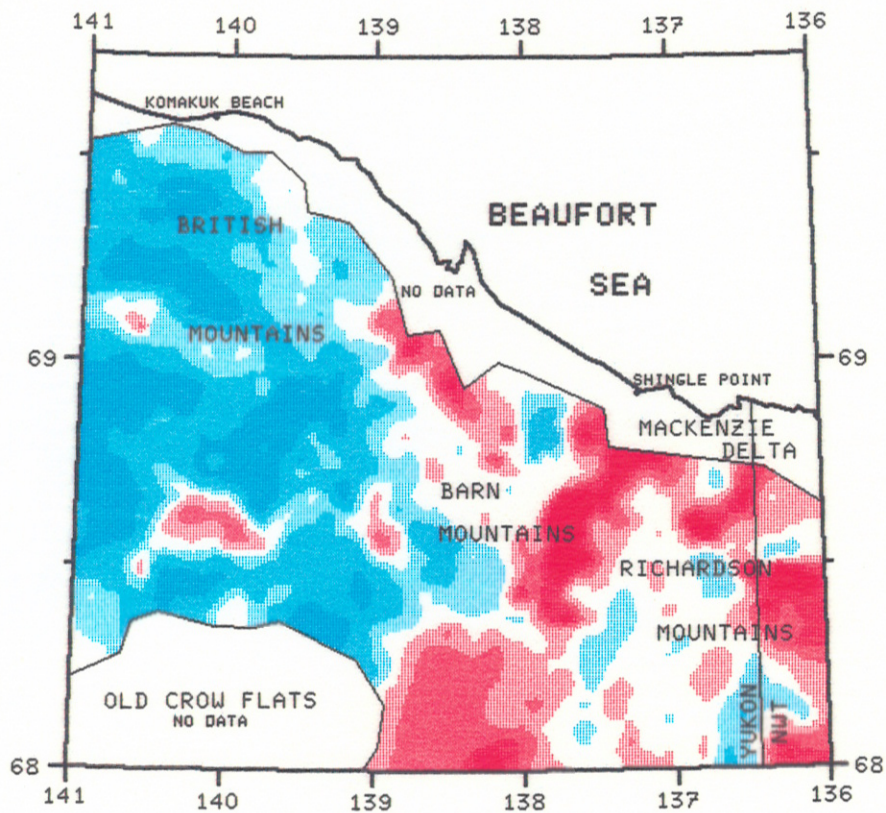 141
140
139
138
137
136
KOMAKUK BEACH
BEAUFORT
SEA
BRITISH
MOUNTAINS
NO DATA
69
69
SHINGLE POINT
MACKENZIE
DELTA
BARN
MOUNTAINS
RICHARDSON
MOUNTAINS
OLD CROW FLATS
NO DATA
YUKON
NWT
68
68
141
140
139
138
137
136